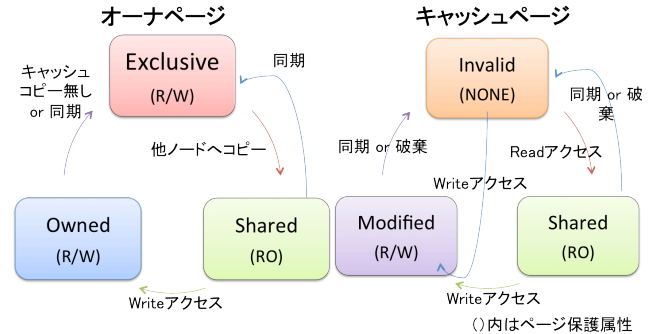 オーナページ
キャッシュページ
Exclusive
(R/W)
同期
キャッシュ
コピー無し
or 同期
他ノードへコピー
Owned
(R/W)
Shared
(RO)
Writeアクセス
Invalid
(NONE)
同期 or 破
棄
同期 or 破棄
Readアクセス
Writeアクセス
Modified
(R/W)
Shared
(RO)
Writeアクセス
()内はページ保護属性